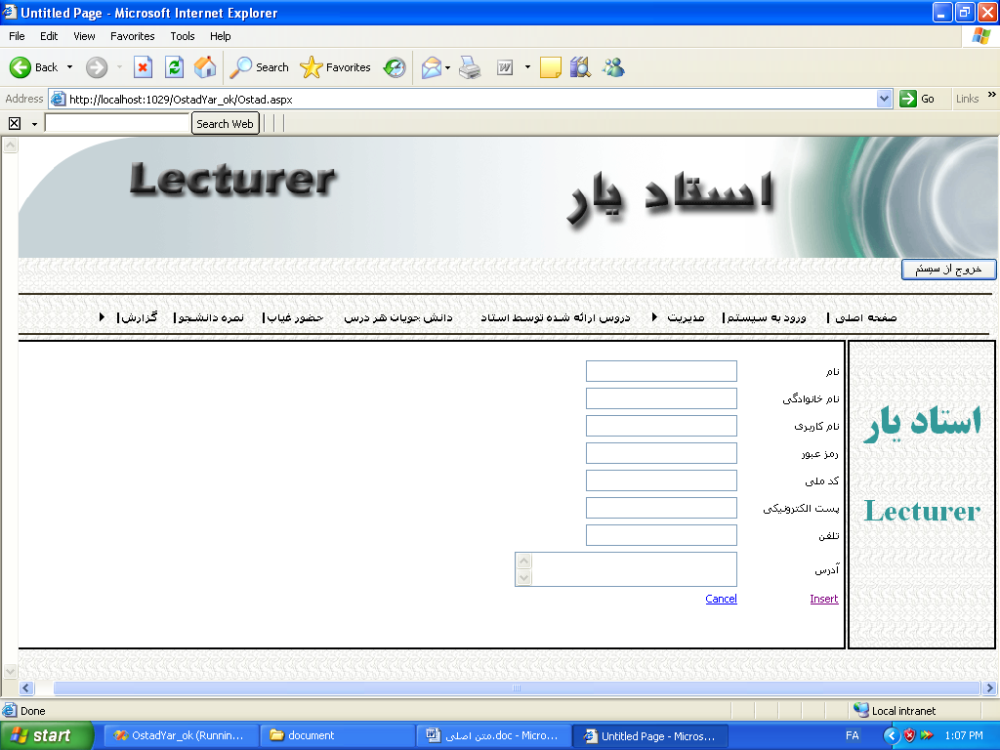 Untitled Page - Microsoft Internet Explorer
File Edit View Favorites Tools Help
Back Search Favorites
Address http://localhost:1029/OstadYar_ok/Ostad.aspx Go Links »
Search Web
Lecturer استاد یار
خروج از سیستم
صفحه اصلی | ورود به سیستم | مدیریت دروس ارائه شده توسط استاد دانش جویان هر درس حضور غیاب | نمره دانشجو | گزارش |
نام
نام خانوادگی
نام کاربری
رمز عبور
کد ملی
پست الکترونیکی
تلفن
آدرس
Insert Cancel
استاد یار
Lecturer
Done Local intranet
start OstadYar_ok (Runnin... document متن اصلی.doc - Micro... Untitled Page - Micros... FA 1:07 PM